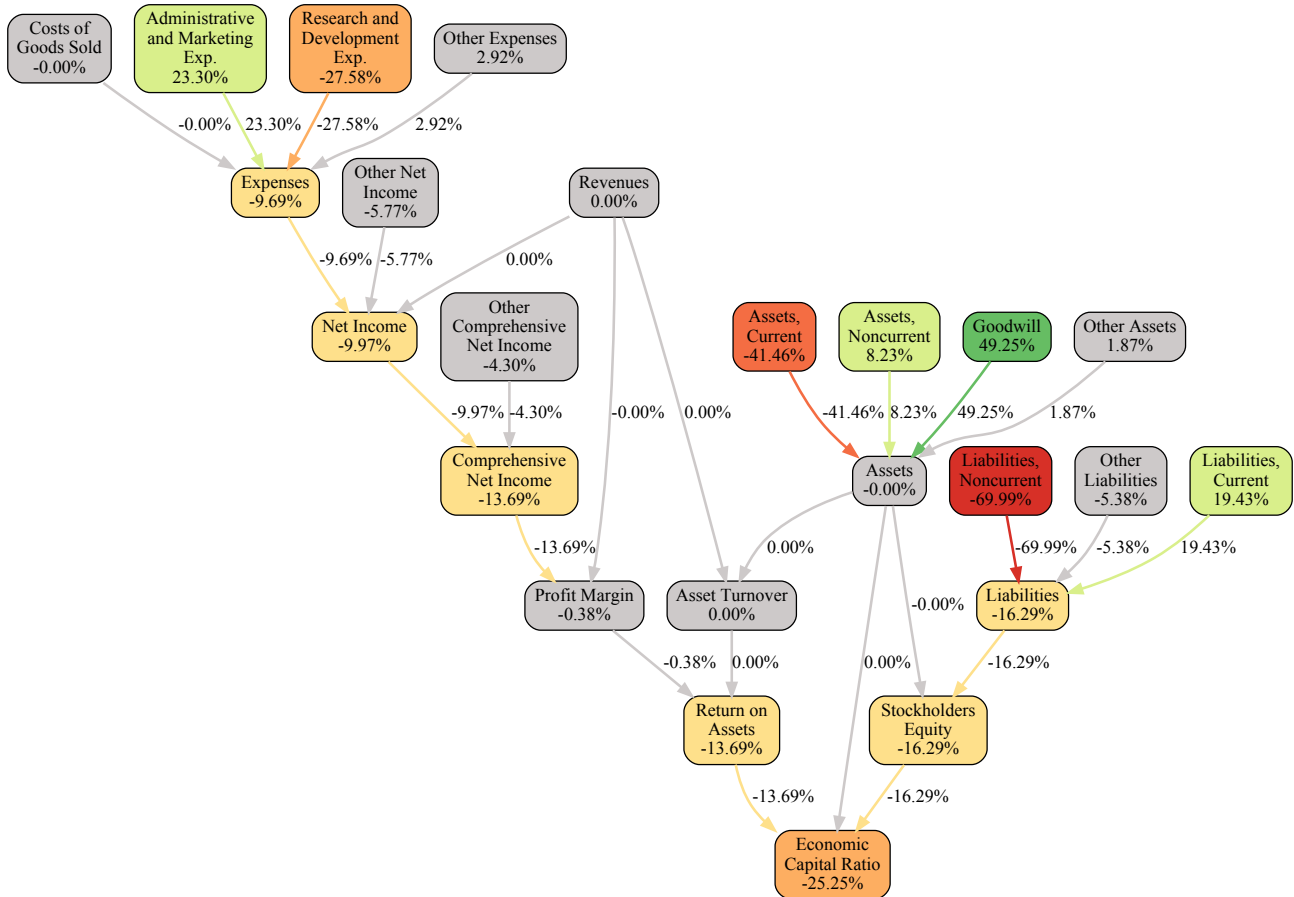 Costs of
Goods Sold
-0.00%
Administrative
and Marketing
Exp.
23.30%
Research and
Development
Exp.
-27.58%
Other Expenses
2.92%
-0.00%
23.30%
-27.58%
2.92%
Expenses
-9.69%
Other Net
Income
-5.77%
Revenues
0.00%
-9.69%
-5.77%
0.00%
Net Income
-9.97%
Other
Comprehensive
Net Income
-4.30%
Assets,
Current
-41.46%
Assets,
Noncurrent
8.23%
Goodwill
49.25%
Other Assets
1.87%
-9.97%
-4.30%
-0.00%
0.00%
-41.46%
8.23%
49.25%
1.87%
Comprehensive
Net Income
-13.69%
Assets
-0.00%
Liabilities,
Noncurrent
-69.99%
Other
Liabilities
-5.38%
Liabilities,
Current
19.43%
-13.69%
0.00%
-69.99%
-5.38%
19.43%
Profit Margin
-0.38%
Asset Turnover
0.00%
-0.00%
Liabilities
-16.29%
-0.38%
0.00%
0.00%
-16.29%
Return on
Assets
-13.69%
Stockholders
Equity
-16.29%
-13.69%
-16.29%
Economic
Capital Ratio
-25.25%